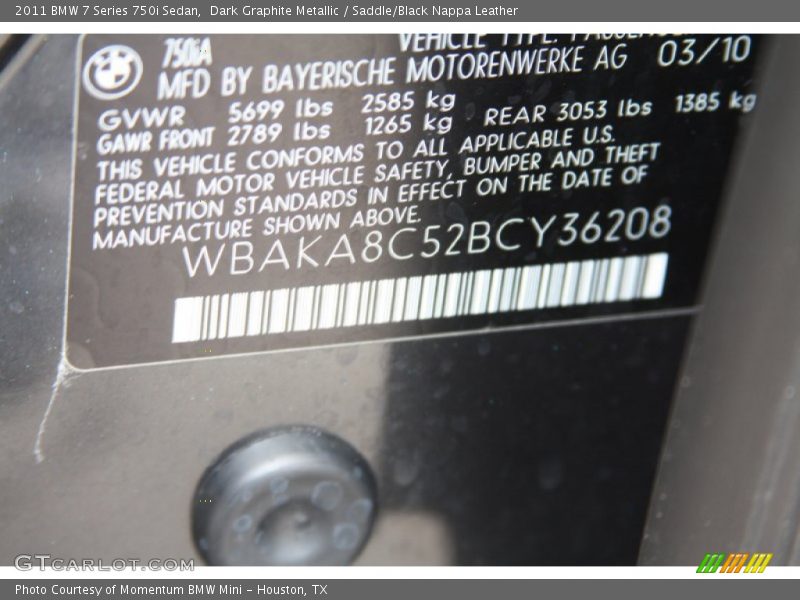 2011 BMW 7 Series 750i Sedan,  Dark Graphite Metallic / Saddle/Black Nappa Leather
BMW
750iA
VEHICLE TYPE: PASSENGER
MFD BY BAYERISCHE MOTORENWERKE AG 03/10
GVWR 5699 lbs 2585 kg
GAWR FRONT 2789 lbs 1265 kg REAR 3053 lbs 1385 kg
THIS VEHICLE CONFORMS TO ALL APPLICABLE U.S.
FEDERAL MOTOR VEHICLE SAFETY, BUMPER AND THEFT
PREVENTION STANDARDS IN EFFECT ON THE DATE OF
MANUFACTURE SHOWN ABOVE.
WBAKA8C52BCY36208
GTcarlot.com
Photo Courtesy of Momentum BMW Mini – Houston, TX